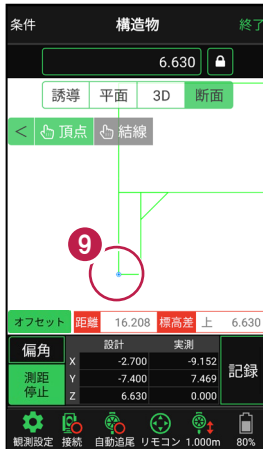 条件 構造物 終了
6.630
誘導 平面 3D 断面
< 頂点 結線
9
オフセット 距離 16.208 標高差 上 6.630
偏角 設計 実測
X -2.700 -9.152
測距停止 Y -7.400 7.469 記録
Z 6.630 0.000
観測設定 接続 自動追尾 リモコン 1.000m 80%